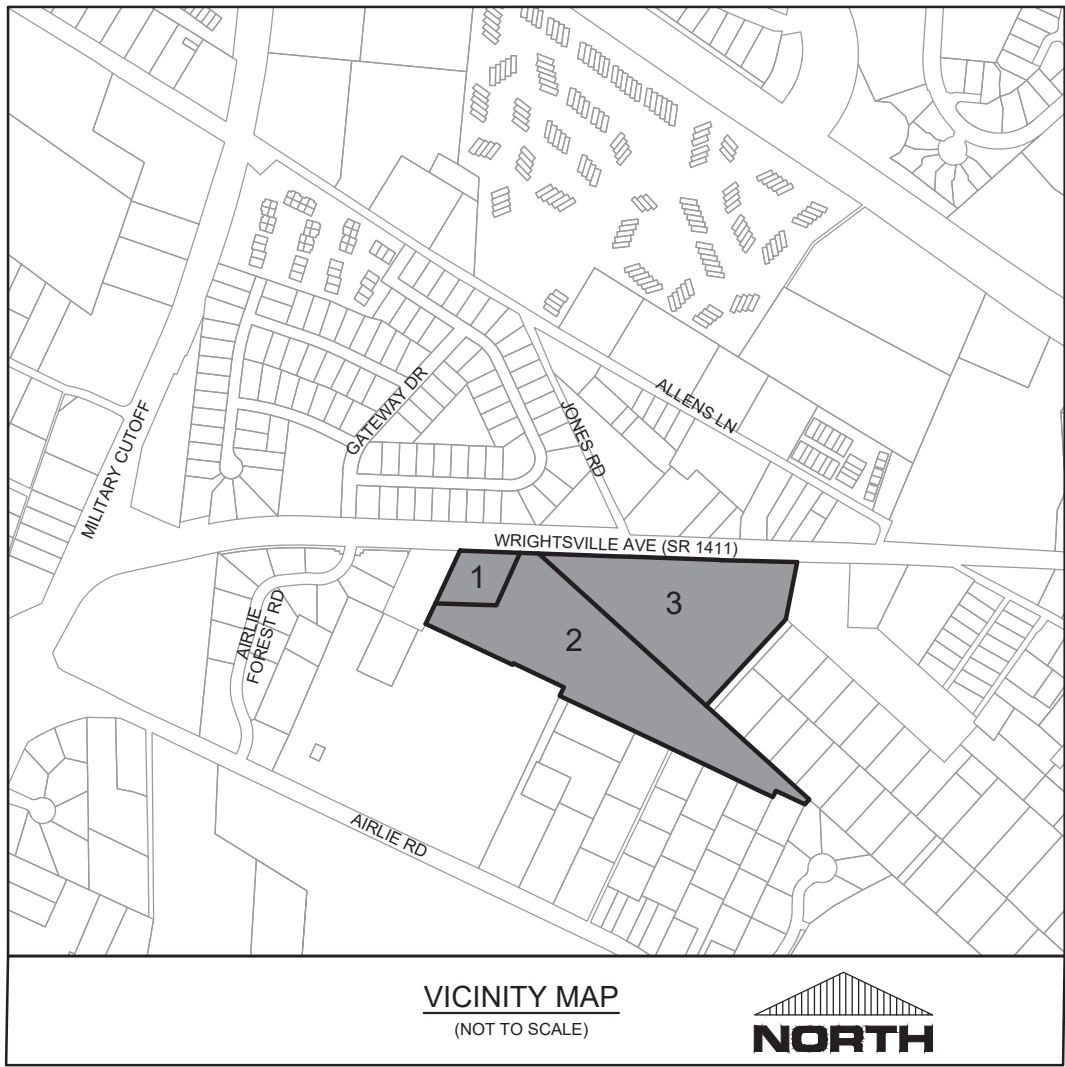 ALLENS LN
GATEWAY DR
JONES RD
MILITARY CUTOFF
WRIGHTSVILLE AVE (SR 1411)
1
3
2
AIRLIE
FOREST RD
AIRLIE RD
VICINITY MAP
(NOT TO SCALE)
NORTH